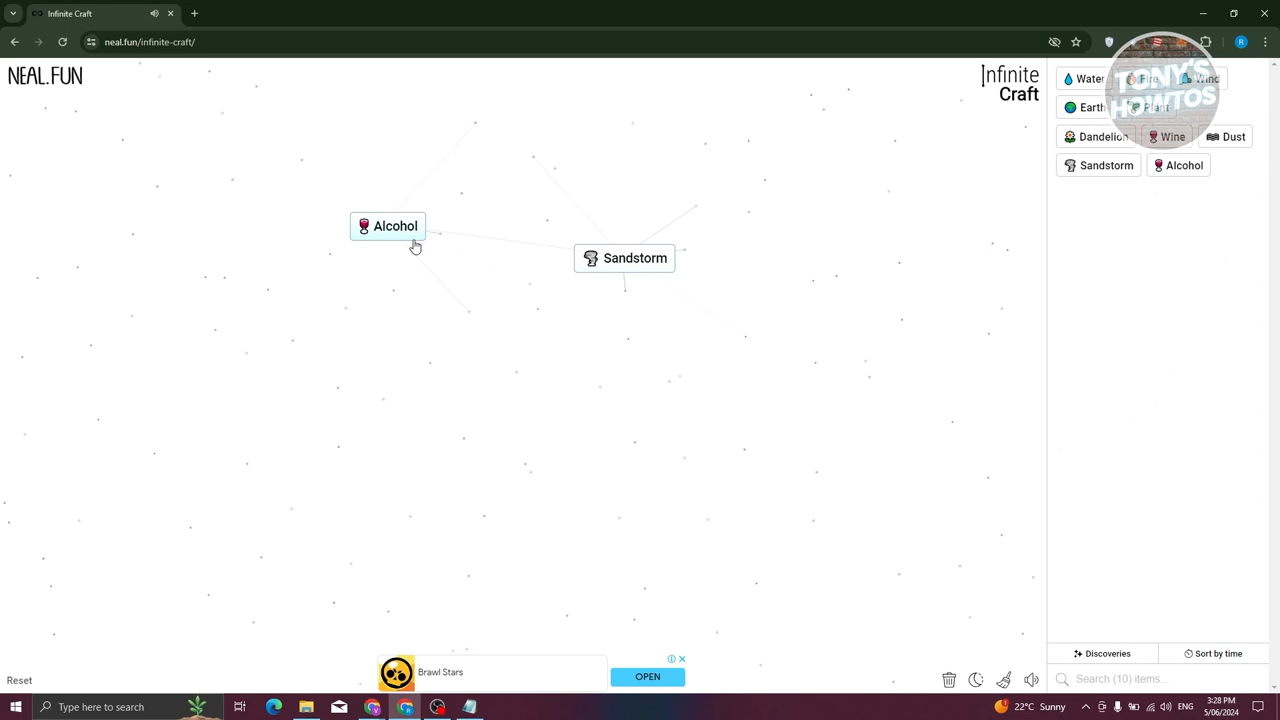 Infinite Craft
neal.fun/infinite-craft/
R
NEAL.FUN
Infinite
Craft
Water
Fire
Wind
TONY'S
HOWTOS
Earth
Plant
Dandelion
Wine
Dust
Sandstorm
Alcohol
Alcohol
Sandstorm
Discoveries
Sort by time
Brawl Stars
OPEN
Reset
Search (10) items...
Type here to search
22°C Sunny
ENG
3:28 PM
5/06/2024